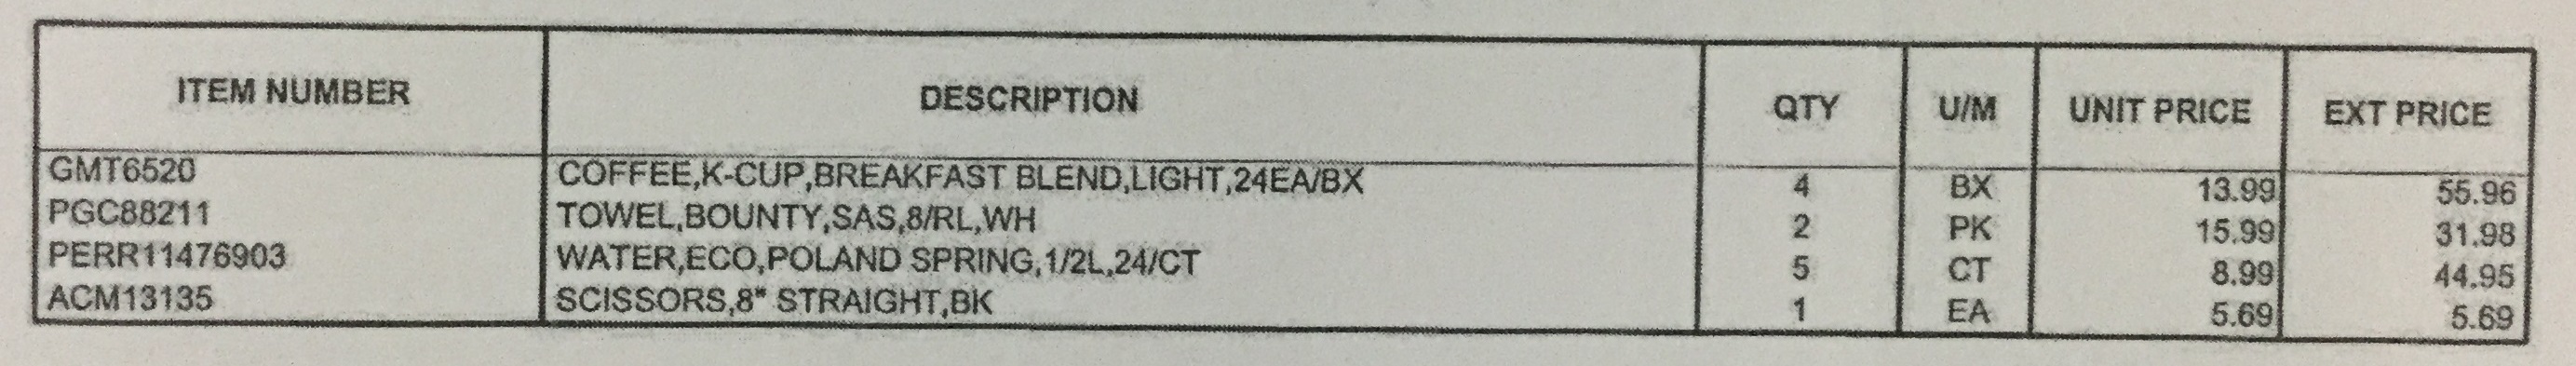 ITEM NUMBER DESCRIPTION QTY U/M UNIT PRICE EXT PRICE
GMT6520 COFFEE,K-CUP,BREAKFAST BLEND,LIGHT,24EA/BX 4 BX 13.99 55.96
PGC88211 TOWEL,BOUNTY,SAS,8/RL,WH 2 PK 15.99 31.98
PERR11476903 WATER,ECO,POLAND SPRING,1/2L,24/CT 5 CT 8.99 44.95
ACM13135 SCISSORS,8" STRAIGHT,BK 1 EA 5.69 5.69